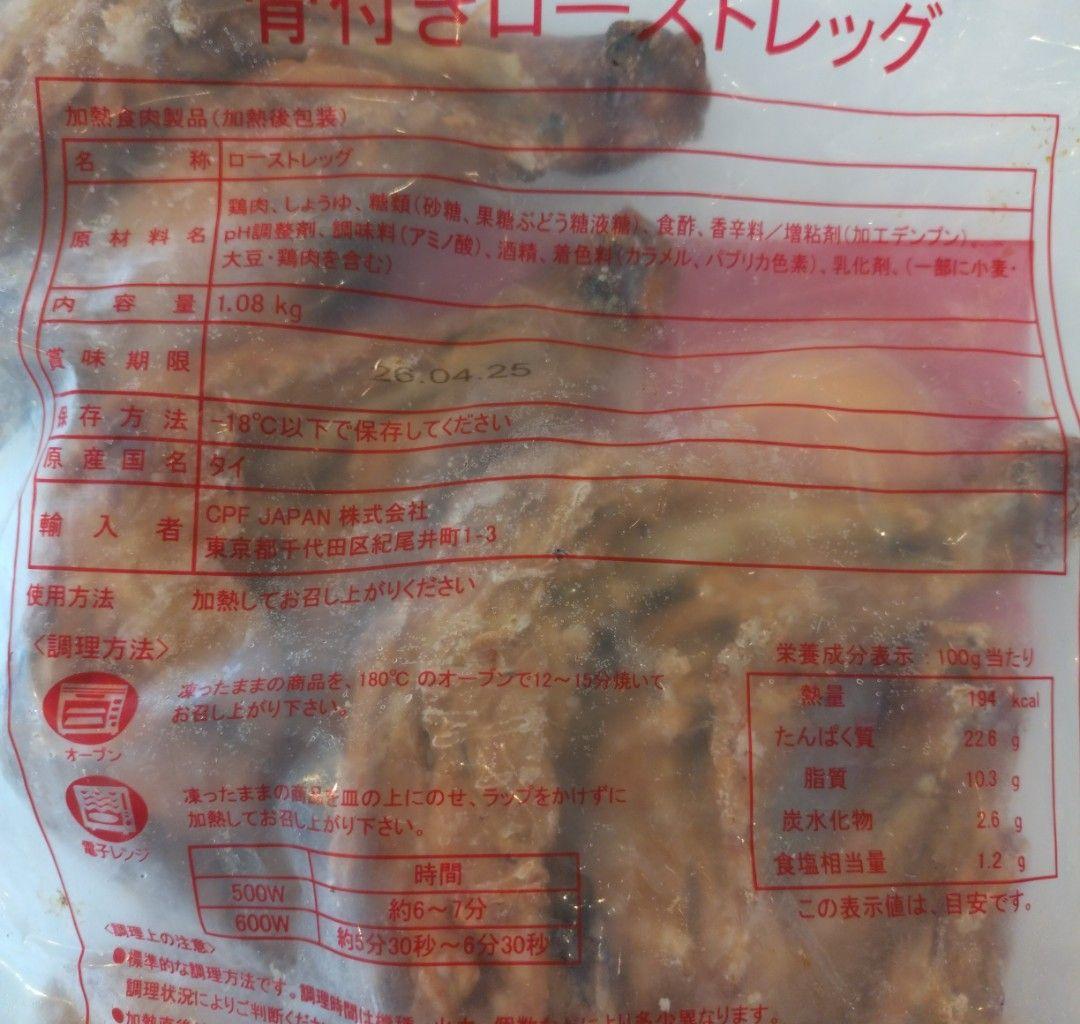 骨付きローストレッグ
加熱食肉製品(加熱後包装)
名称 ローストレッグ
原材料名 鶏肉、しょうゆ、糖類(砂糖、果糖ぶどう糖液糖)、食酢、香辛料/増粘剤(加工デンプン)、
pH調整剤、調味料(アミノ酸)、酒精、着色料(カラメル、パプリカ色素)、乳化剤、(一部に小麦・
大豆・鶏肉を含む)
内容量 1.08 kg
賞味期限 26.04.25
保存方法 -18℃以下で保存してください
原産国名 タイ
輸入者 CPF JAPAN 株式会社
東京都千代田区紀尾井町1-3
使用方法 加熱してお召し上がりください
<調理方法>
オーブン
凍ったままの商品を、180℃ のオーブンで12〜15分焼いて
お召し上がり下さい。
電子レンジ
凍ったままの商品を皿の上にのせ、ラップをかけずに
加熱してお召し上がり下さい。
時間
500W 約6〜7分
600W 約5分30秒〜6分30秒
栄養成分表示 100g当たり
熱量 194 kcal
たんぱく質 22.6 g
脂質 10.3 g
炭水化物 2.6 g
食塩相当量 1.2 g
この表示値は、目安です。
<調理上の注意>
●標準的な調理方法です。調理時間は機種、
調理状況によりご判断くだ により多少異なります。
●加熱直後